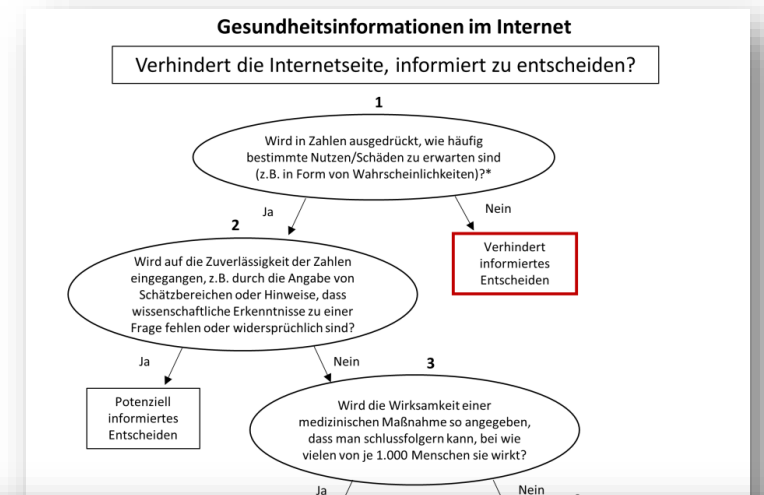 Gesundheitsinformationen im Internet
Verhindert die Internetseite, informiert zu entscheiden?
1
Wird in Zahlen ausgedrückt, wie häufig
bestimmte Nutzen/Schäden zu erwarten sind
(z.B. in Form von Wahrscheinlichkeiten)?*
Ja
Nein
2
Verhindert
informiertes
Entscheiden
Wird auf die Zuverlässigkeit der Zahlen
eingegangen, z.B. durch die Angabe von
Schätzbereichen oder Hinweise, dass
wissenschaftliche Erkenntnisse zu einer
Frage fehlen oder widersprüchlich sind?
Ja
Nein
3
Potenziell
informiertes
Entscheiden
Wird die Wirksamkeit einer
medizinischen Maßnahme so angegeben,
dass man schlussfolgern kann, bei wie
vielen von je 1.000 Menschen sie wirkt?
Ja
Nein